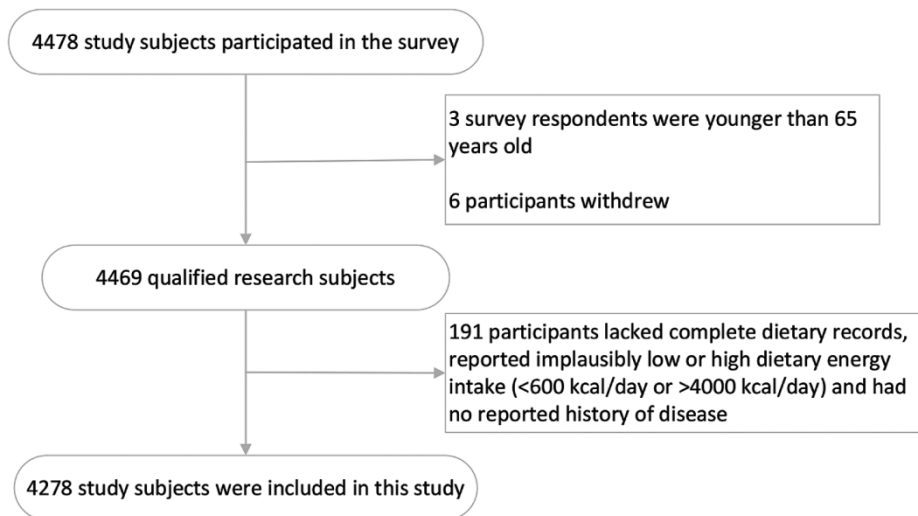 4478 study subjects participated in the survey
3 survey respondents were younger than 65
years old
6 participants withdrew
4469 qualified research subjects
191 participants lacked complete dietary records,
reported implausibly low or high dietary energy
intake (<600 kcal/day or >4000 kcal/day) and had
no reported history of disease
4278 study subjects were included in this study